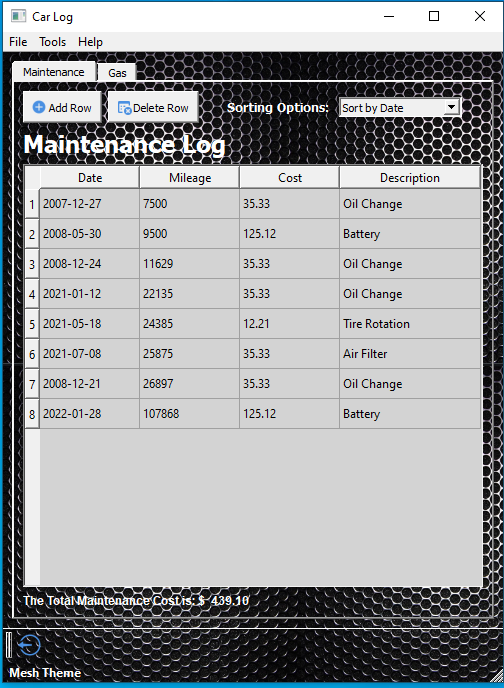 Car Log
File Tools Help
Maintenance Gas
Add Row Delete Row Sorting Options: Sort by Date
Maintenance Log
Date Mileage Cost Description
1 2007-12-27 7500 35.33 Oil Change
2 2008-05-30 9500 125.12 Battery
3 2008-12-24 11629 35.33 Oil Change
4 2021-01-12 22135 35.33 Oil Change
5 2021-05-18 24385 12.21 Tire Rotation
6 2021-07-08 25875 35.33 Air Filter
7 2008-12-21 26897 35.33 Oil Change
8 2022-01-28 107868 125.12 Battery
The Total Maintenance Cost is: $ 439.10
Mesh Theme